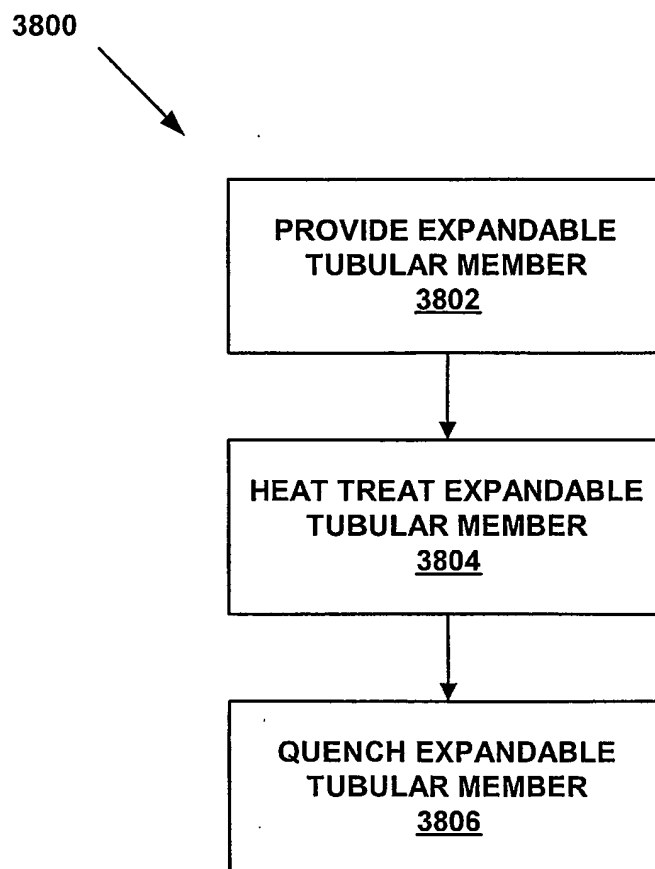 3800
PROVIDE EXPANDABLE
TUBULAR MEMBER
3802
HEAT TREAT EXPANDABLE
TUBULAR MEMBER
3804
QUENCH EXPANDABLE
TUBULAR MEMBER
3806